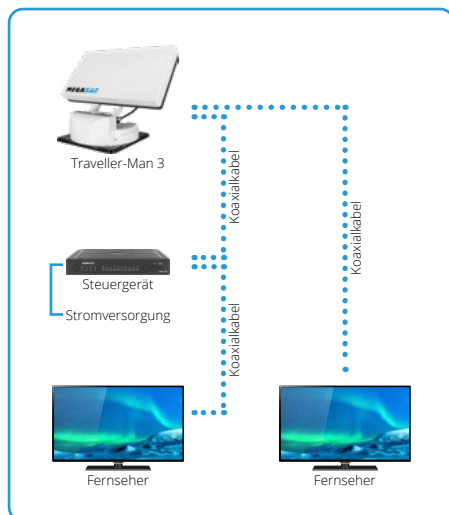 MEGASAT
Traveller-Man 3
Koaxialkabel
Koaxialkabel
Steuergerät
Stromversorgung
Koaxialkabel
Fernseher
Fernseher